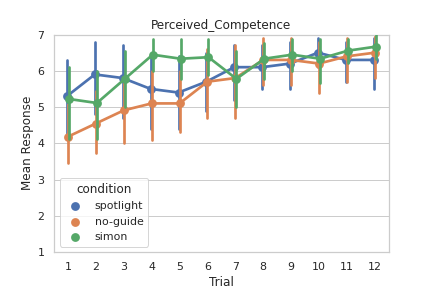 Perceived_Competence
7
6
5
4
3
2
1
Mean Response
condition
spotlight
no-guide
simon
1 2 3 4 5 6 7 8 9 10 11 12
Trial